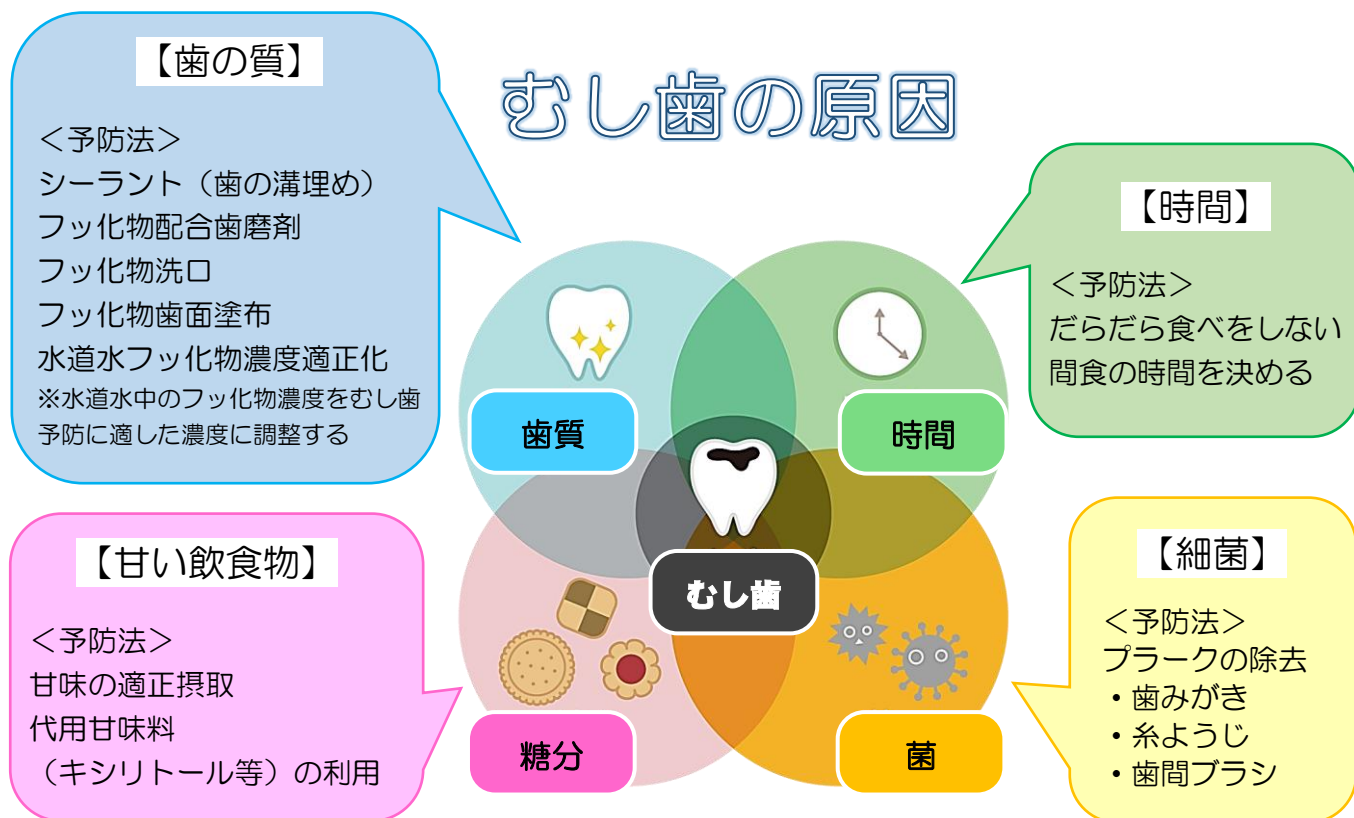 むし歯の原因
【歯の質】
＜予防法＞
シーラント（歯の溝埋め）
フッ化物配合歯磨剤
フッ化物洗口
フッ化物歯面塗布
水道水フッ化物濃度適正化
※水道水中のフッ化物濃度をむし歯
予防に適した濃度に調整する
【時間】
＜予防法＞
だらだら食べをしない
間食の時間を決める
歯質
時間
むし歯
糖分
菌
【甘い飲食物】
＜予防法＞
甘味の適正摂取
代用甘味料
（キシリトール等）の利用
【細菌】
＜予防法＞
プラークの除去
・歯みがき
・糸ようじ
・歯間ブラシ